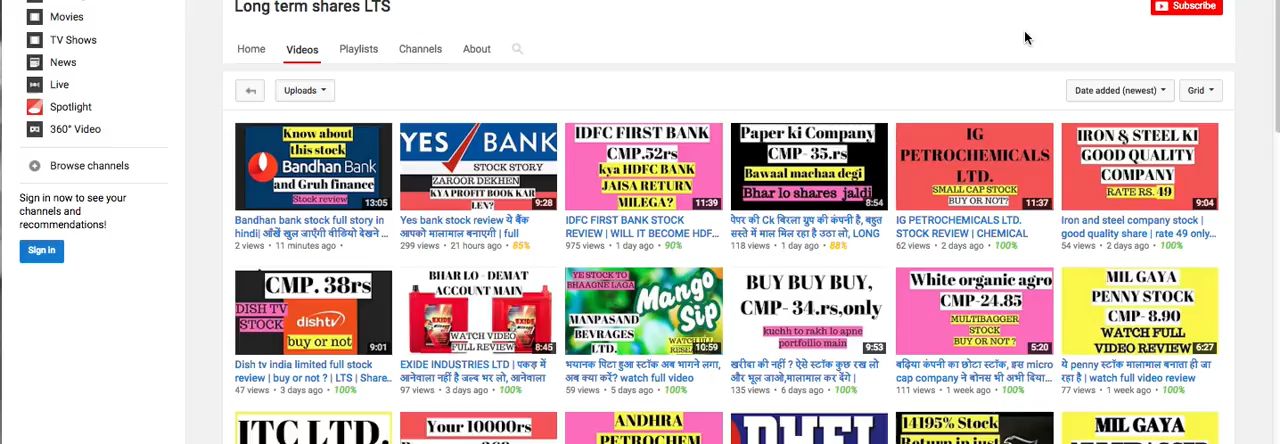 Long term shares LTS
Subscribe
Movies
TV Shows
News
Live
Spotlight
360° Video
Browse channels
Sign in now to see your
channels and
recommendations!
Sign in
Home
Videos
Playlists
Channels
About
Uploads
Date added (newest)
Grid
Know about
this stock
Bandhan Bank
and Gruh finance
Stock review
13:05
Bandhan bank stock full story in
hindi| आँखें खुल जाएँगी वीडियो देखने ...
2 views • 11 minutes ago •
YES BANK
STOCK STORY
ZAROOR DEKHEN
KYA PROFIT BOOK KAR
LEN?
9:28
Yes bank stock review ये बैंक
आपको मालामाल बनाएगी | full
299 views • 21 hours ago • 85%
IDFC FIRST BANK
CMP.52rs
kya HDFC BANK
JAISA RETURN
MILEGA?
11:39
IDFC FIRST BANK STOCK
REVIEW | WILL IT BECOME HDF...
975 views • 1 day ago • 90%
Paper ki Company
CMP- 35.rs
Bawaal machaa degi
Bhar lo shares jaldi
8:54
पेपर की Ck बिरला ग्रुप की कंपनी है, बहुत
सस्ते में माल मिल रहा है उठा लो, LONG
118 views • 1 day ago • 88%
IG
PETROCHEMICALS
LTD.
SMALL CAP STOCK
BUY OR NOT?
11:37
IG PETROCHEMICALS LTD.
STOCK REVIEW | CHEMICAL
62 views • 2 days ago • 100%
IRON & STEEL KI
GOOD QUALITY
COMPANY
RATE RS. 49
9:04
Iron and steel company stock |
good quality share | rate 49 only...
54 views • 2 days ago • 100%
CMP. 38rs
DISH TV
STOCK
dishtv
buy or not
9:01
Dish tv india limited full stock
review | buy or not ? | LTS | Share...
47 views • 3 days ago • 100%
BHAR LO - DEMAT
ACCOUNT MAIN
EXIDE
EXIDE
WATCH VIDEO
FULL REVIEW
8:45
EXIDE INDUSTRIES LTD | पकड़ में
आनेवाला नहीं है जल्द भर लो, आनेवाला
97 views • 3 days ago • 100%
YE STOCK TO
BHAAGNE LAGA
Mango
Sip
MANPASAND
BEVRAGES
LTD.
10:59
भयानक पिटा हुआ स्टॉक अब भागने लगा,
अब क्या करें? watch full video
59 views • 5 days ago • 100%
BUY BUY BUY,
CMP-34.rs,only
kuchh to rakh lo apne
portfoilio main
9:53
खरीबा की नहीं ? ऐसे स्टॉक कुछ रख लो
और भूल जाओ,मालामाल कर देंगे |
135 views • 6 days ago • 100%
White organic agro
CMP-24.85
MULTIBAGGER
STOCK
BUY OR NOT ?
5:20
बढ़िया कंपनी का छोटा स्टॉक, इस micro
cap company ने बोनस भी अभी दिया...
111 views • 1 week ago • 100%
MIL GAYA
PENNY STOCK
CMP- 8.90
WATCH FULL
VIDEO REVIEW
6:27
ये penny स्टॉक मालामाल बनाता ही जा
रहा है | watch full video review
77 views • 1 week ago • 100%
ITC LTD.
Your 10000rs
ANDHRA
PETROCHEM
DHFL
14195% Stock
Return in just
MIL GAYA